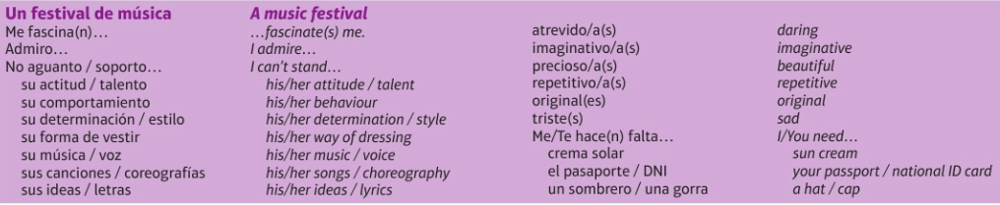 Un festival de música A music festival
Me fascina(n)… …fascinate(s) me.
Admiro… I admire…
No aguanto / soporto… I can't stand…
su actitud / talento his/her attitude / talent
su comportamiento his/her behaviour
su determinación / estilo his/her determination / style
su forma de vestir his/her way of dressing
su música / voz his/her music / voice
sus canciones / coreografías his/her songs / choreography
sus ideas / letras his/her ideas / lyrics
atrevido/a(s) daring
imaginativo/a(s) imaginative
precioso/a(s) beautiful
repetitivo/a(s) repetitive
original(es) original
triste(s) sad
Me/Te hace(n) falta… I/You need…
crema solar sun cream
el pasaporte / DNI your passport / national ID card
un sombrero / una gorra a hat / cap